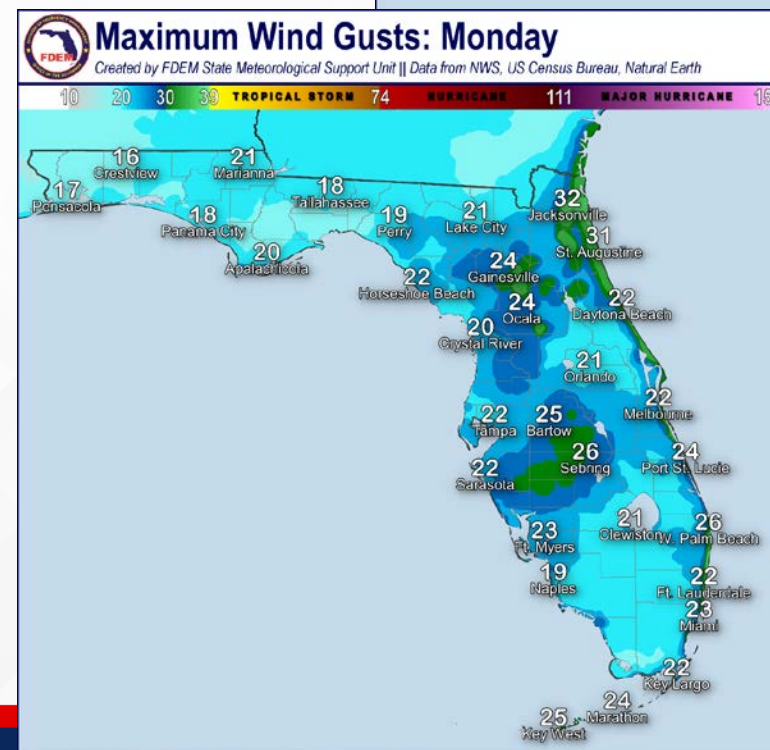 FDEM
Maximum Wind Gusts: Monday
Created by FDEM State Meteorological Support Unit || Data from NWS, US Census Bureau, Natural Earth
10 20 30 39 TROPICAL STORM 74 HURRICANE 111 MAJOR HURRICANE 15
16
Crestview
21
Marianna
17
Pensacola
18
Panama City
18
Tallahassee
20
Apalachicola
19
Perry
21
Lake City
32
Jacksonville
31
St. Augustine
24
Gainesville
22
Horseshoe Beach
24
Ocala
22
Daytona Beach
20
Crystal River
21
Orlando
22
Melbourne
22
Tampa
25
Bartow
26
Sebring
24
Port St. Lucie
22
Sarasota
23
Ft. Myers
21
Clewiston
26
W. Palm Beach
19
Naples
22
Ft. Lauderdale
23
Miami
22
Key Largo
24
Marathon
25
Key West